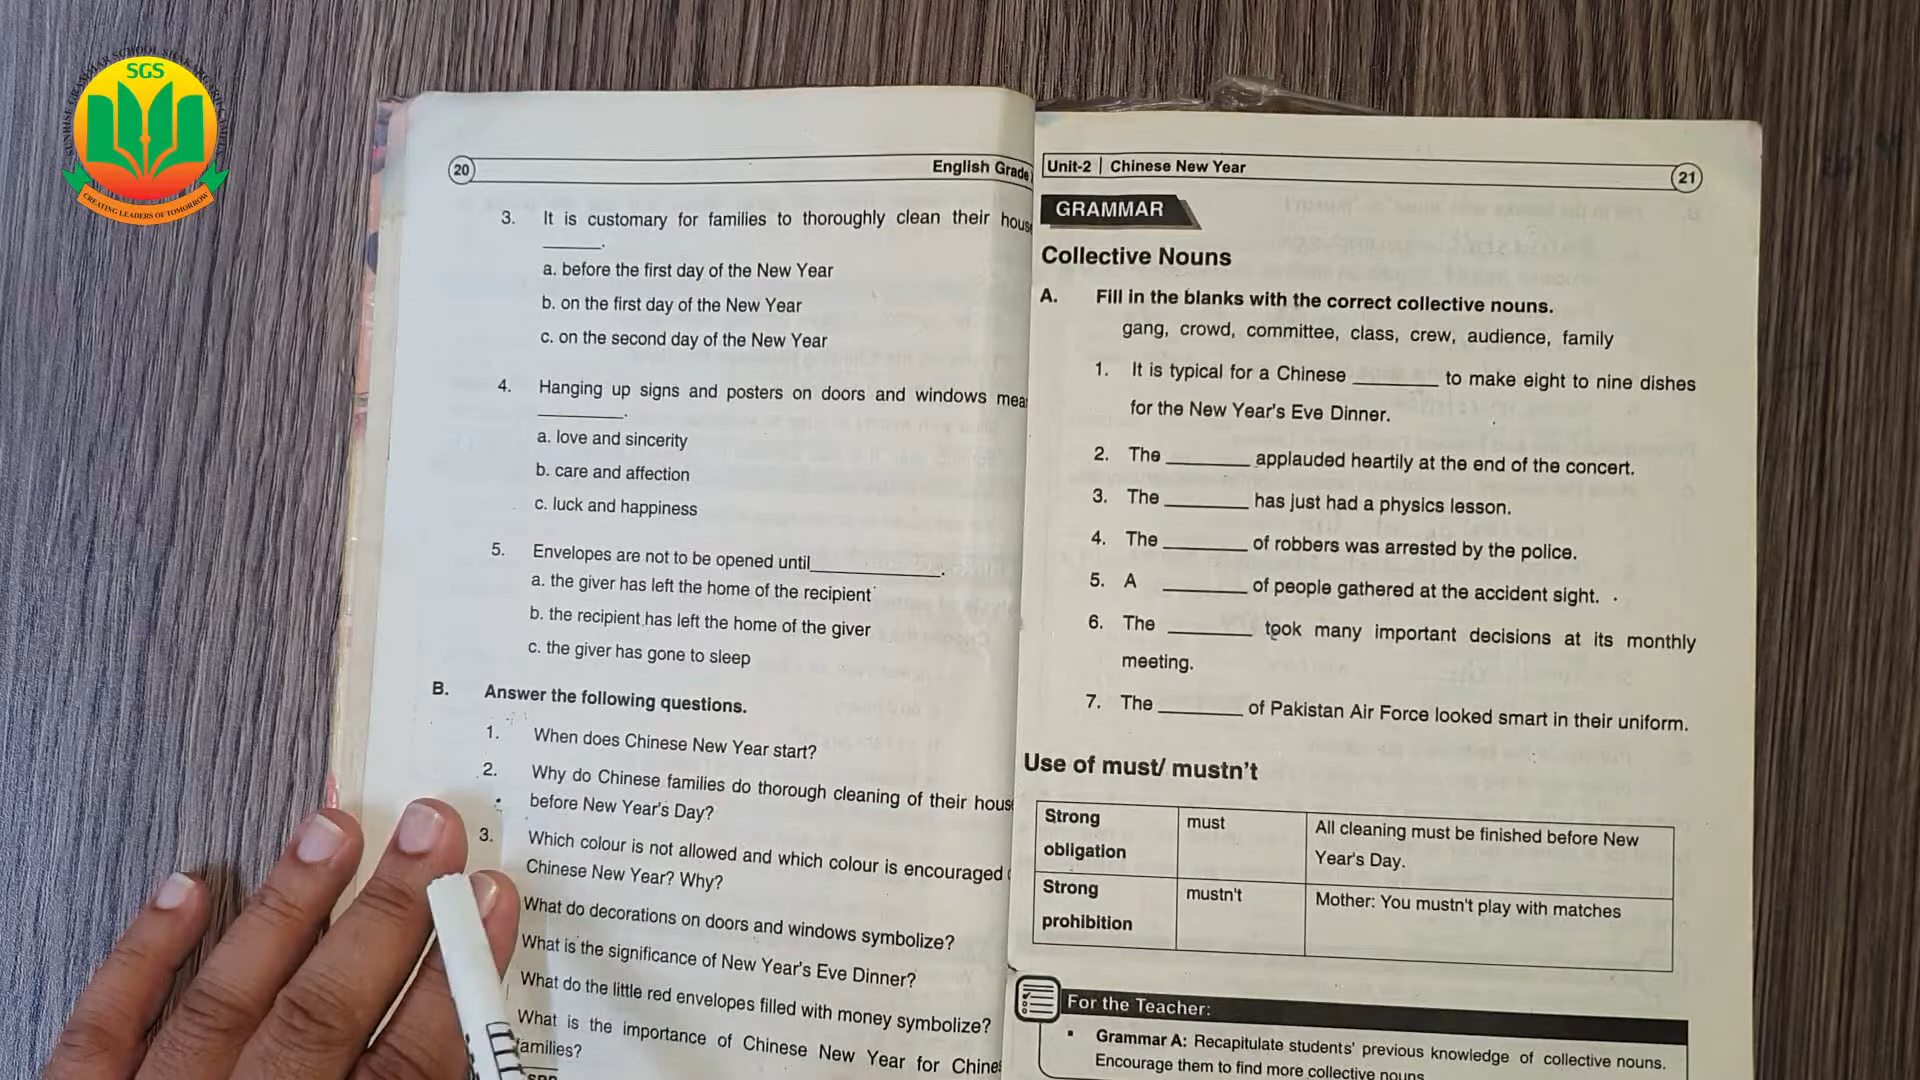 SGS
SUNRISE GRAMMAR SCHOOL SHAKARGARH CAMPUS
CREATING LEADERS OF TOMORROW
20
English Grade
3. It is customary for families to thoroughly clean their hous
______.
a. before the first day of the New Year
b. on the first day of the New Year
c. on the second day of the New Year
4. Hanging up signs and posters on doors and windows mea
_________.
a. love and sincerity
b. care and affection
c. luck and happiness
5. Envelopes are not to be opened until_____________.
a. the giver has left the home of the recipient
b. the recipient has left the home of the giver
c. the giver has gone to sleep
B. Answer the following questions.
1. When does Chinese New Year start?
2. Why do Chinese families do thorough cleaning of their hous
before New Year's Day?
3. Which colour is not allowed and which colour is encouraged
Chinese New Year? Why?
What do decorations on doors and windows symbolize?
What is the significance of New Year's Eve Dinner?
What do the little red envelopes filled with money symbolize?
What is the importance of Chinese New Year for Chine
families?
Unit-2 | Chinese New Year
21
GRAMMAR
Collective Nouns
A. Fill in the blanks with the correct collective nouns.
gang, crowd, committee, class, crew, audience, family
1. It is typical for a Chinese ________ to make eight to nine dishes
for the New Year's Eve Dinner.
2. The ________ applauded heartily at the end of the concert.
3. The ________ has just had a physics lesson.
4. The ________ of robbers was arrested by the police.
5. A ________ of people gathered at the accident sight.
6. The ________ took many important decisions at its monthly
meeting.
7. The ________ of Pakistan Air Force looked smart in their uniform.
Use of must/ mustn't
Strong obligation must All cleaning must be finished before New Year's Day.
Strong prohibition mustn't Mother: You mustn't play with matches
For the Teacher:
▪ Grammar A: Recapitulate students' previous knowledge of collective nouns.
Encourage them to find more collective nouns